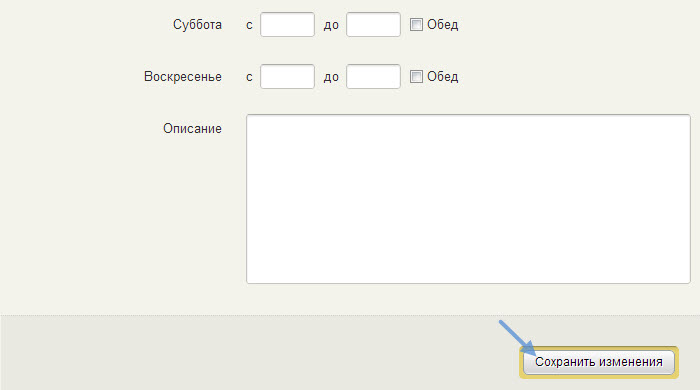 Суббота с до Обед
Воскресенье с до Обед
Описание
Сохранить изменения